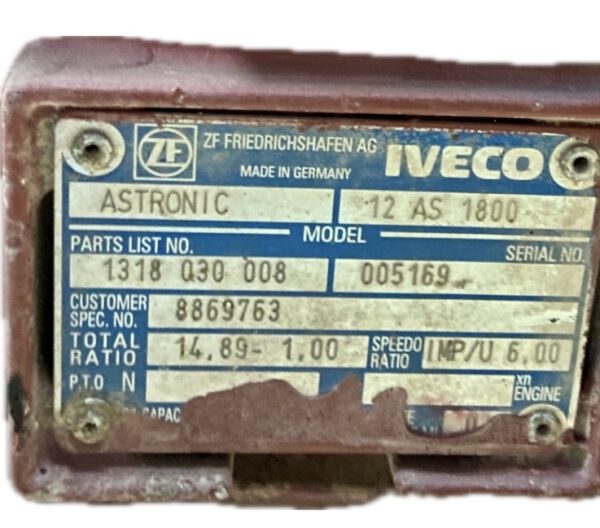 ZF ZF FRIEDRICHSHAFEN AG IVECO
MADE IN GERMANY
ASTRONIC 12 AS 1800
MODEL
PARTS LIST NO. SERIAL NO.
1318 030 008 005169
CUSTOMER SPEC. NO. 8869763
TOTAL RATIO 14,89- 1,00 SPEEDO RATIO IMP/U 6,00
P.T.O N xn ENGINE
CAPAC